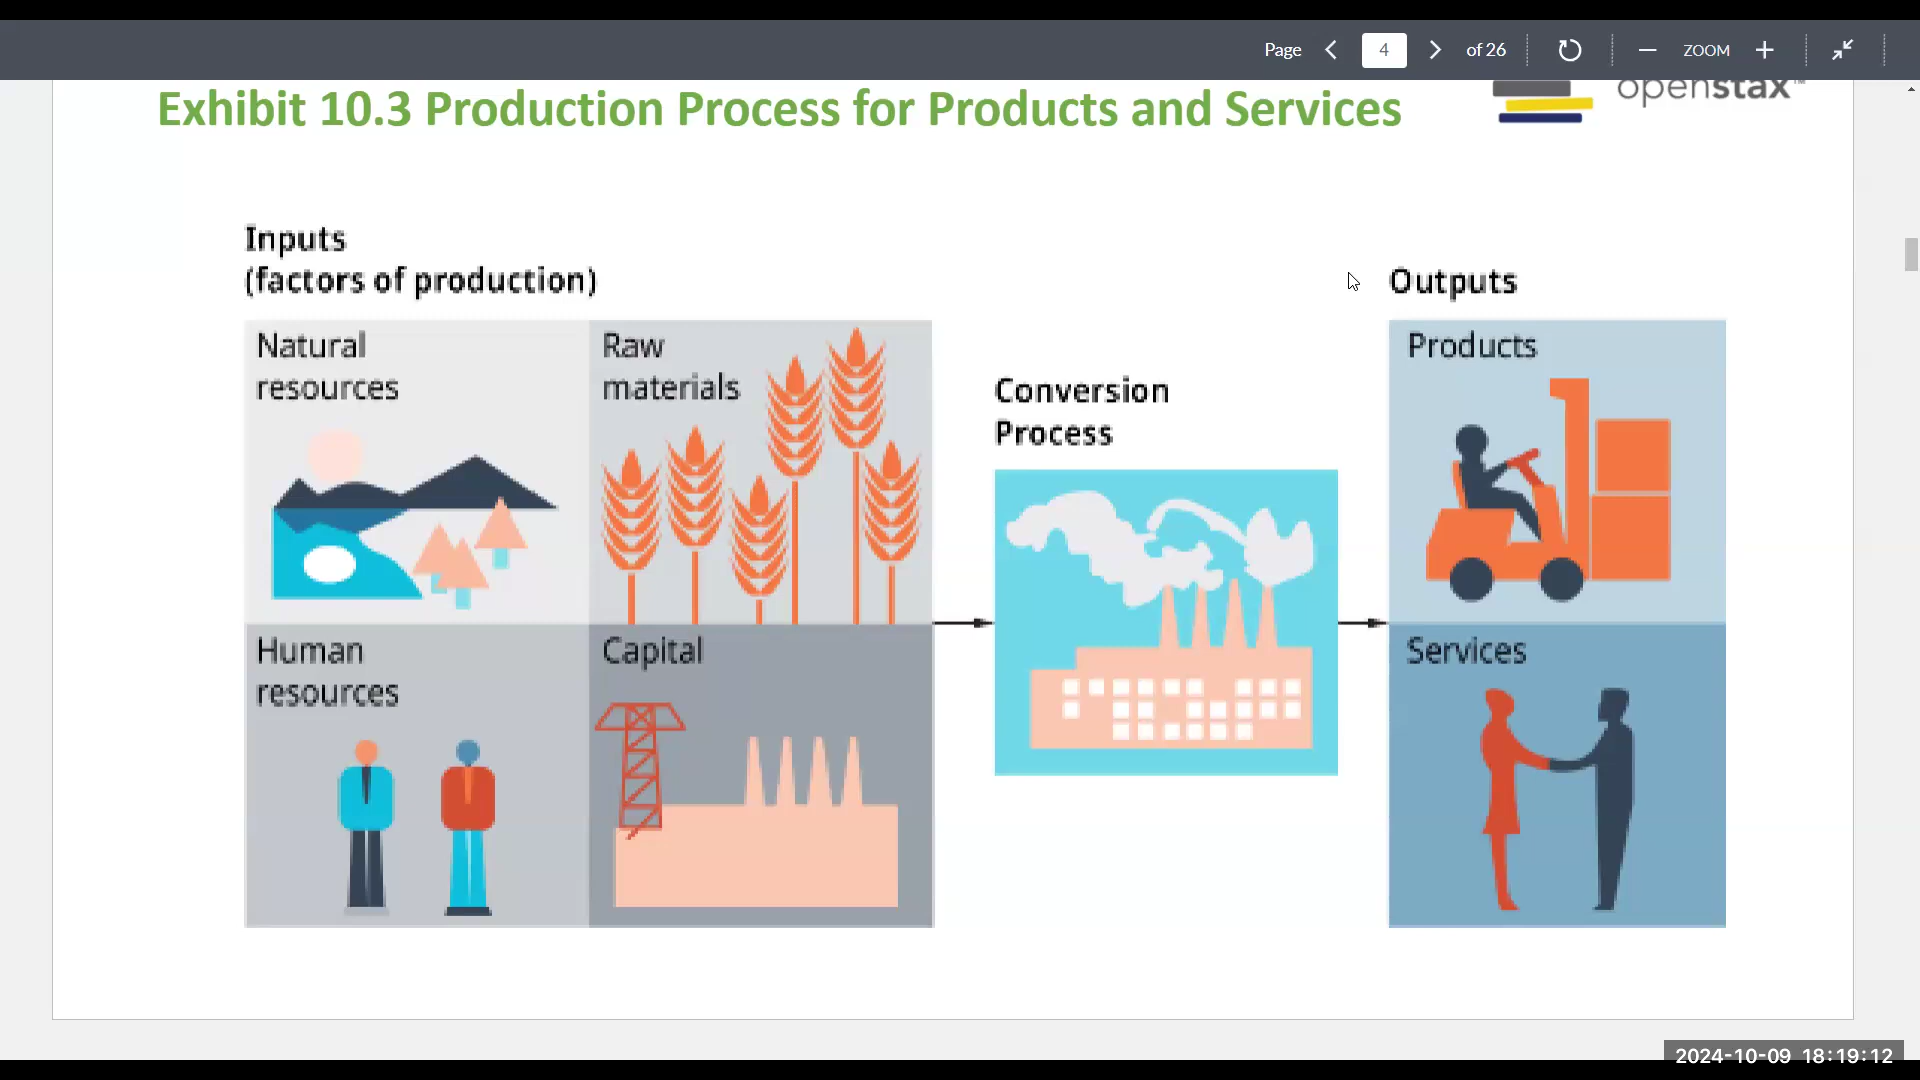 Page 4 of 26 ZOOM
Exhibit 10.3 Production Process for Products and Services
openstax™
Inputs
(factors of production)
Natural
resources
Raw
materials
Human
resources
Capital
Conversion
Process
Outputs
Products
Services
2024-10-09 18:19:12